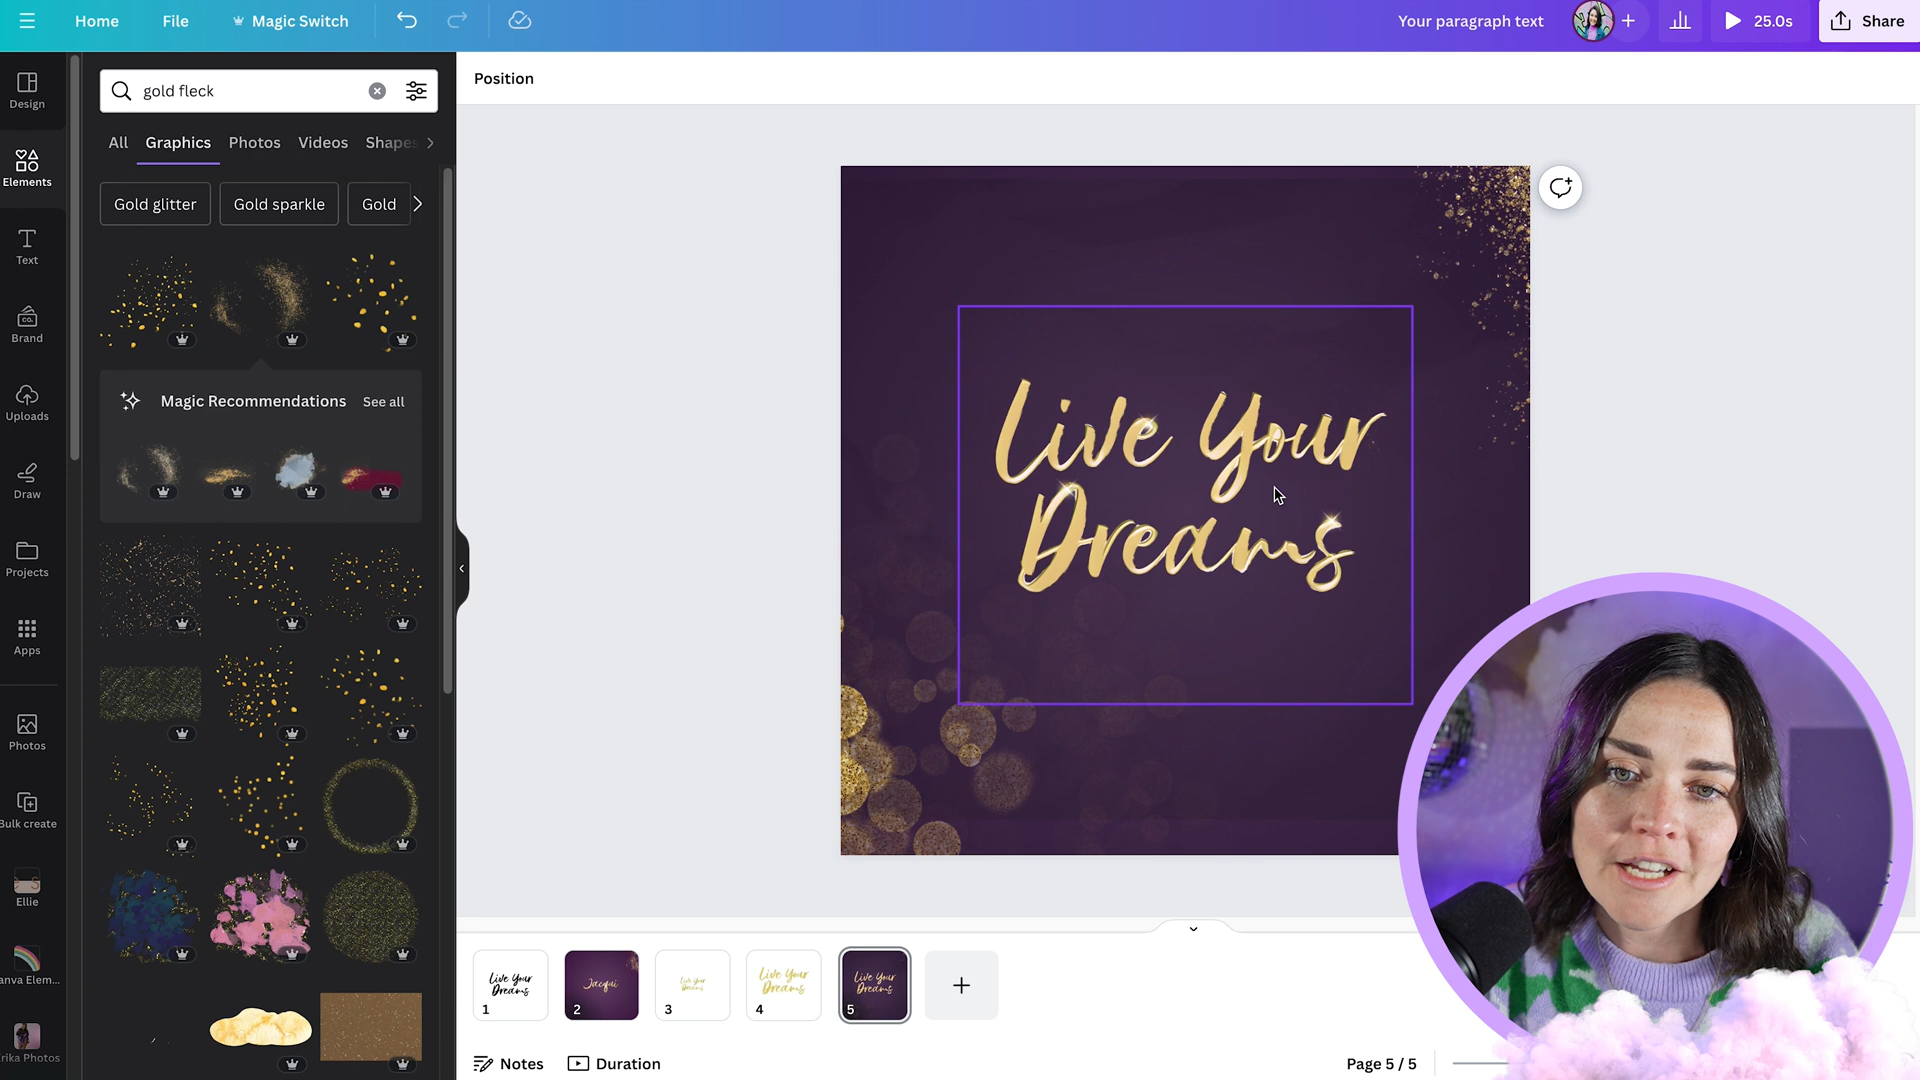 Home File Magic Switch Your paragraph text 25.0s Share
Design
Elements
Text
Brand
Uploads
Draw
Projects
Apps
Photos
Bulk create
Ellie
anva Elem...
rika Photos
gold fleck
All Graphics Photos Videos Shapes
Gold glitter Gold sparkle Gold
Magic Recommendations See all
Position
Live Your
Dreams
Live Your
Dreams
1
Jacqui
2
Live Your
Dreams
3
Live Your
Dreams
4
Live Your
Dreams
5
Notes Duration Page 5 / 5